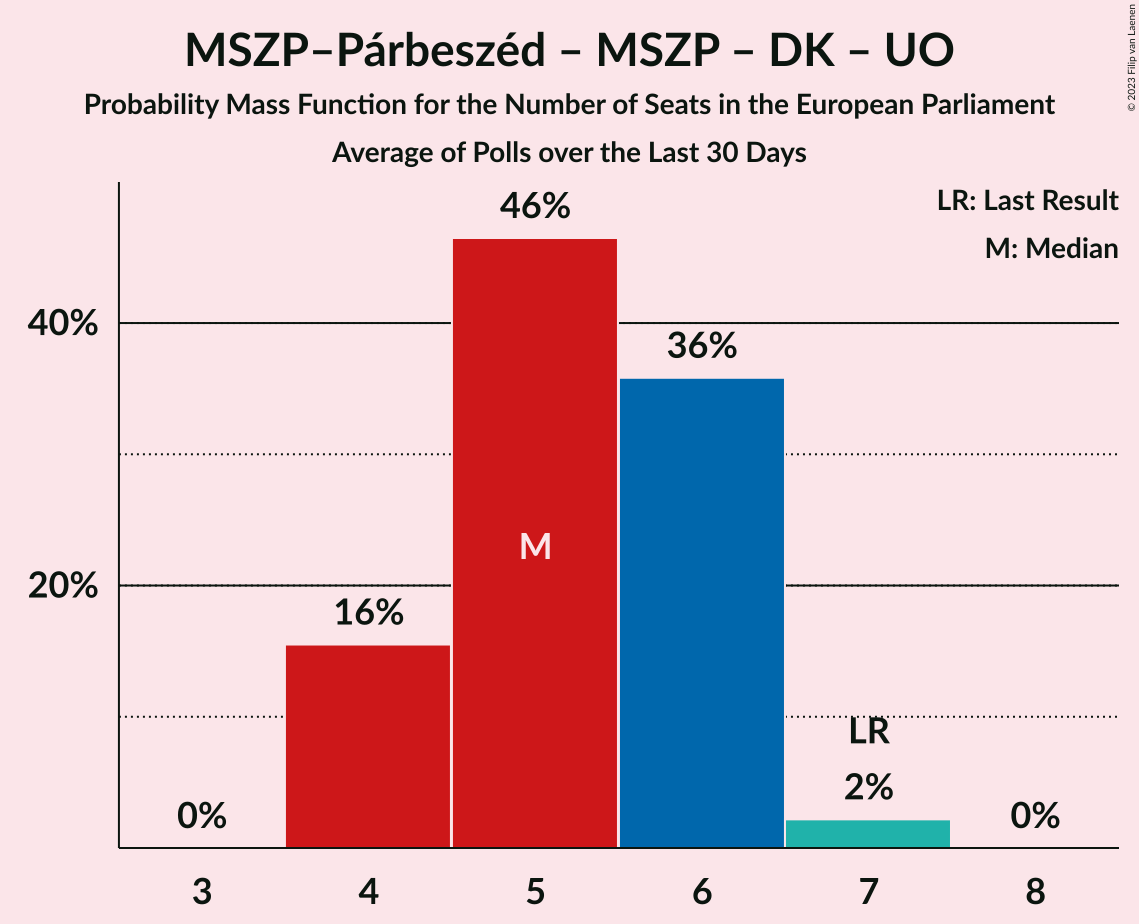 MSZP–Párbeszéd – MSZP – DK – UO
Probability Mass Function for the Number of Seats in the European Parliament
Average of Polls over the Last 30 Days
© 2023 Filip van Laenen
LR: Last Result
M: Median
46%
40%
36%
M
20%
16%
LR
2%
0%
0%
3 4 5 6 7 8